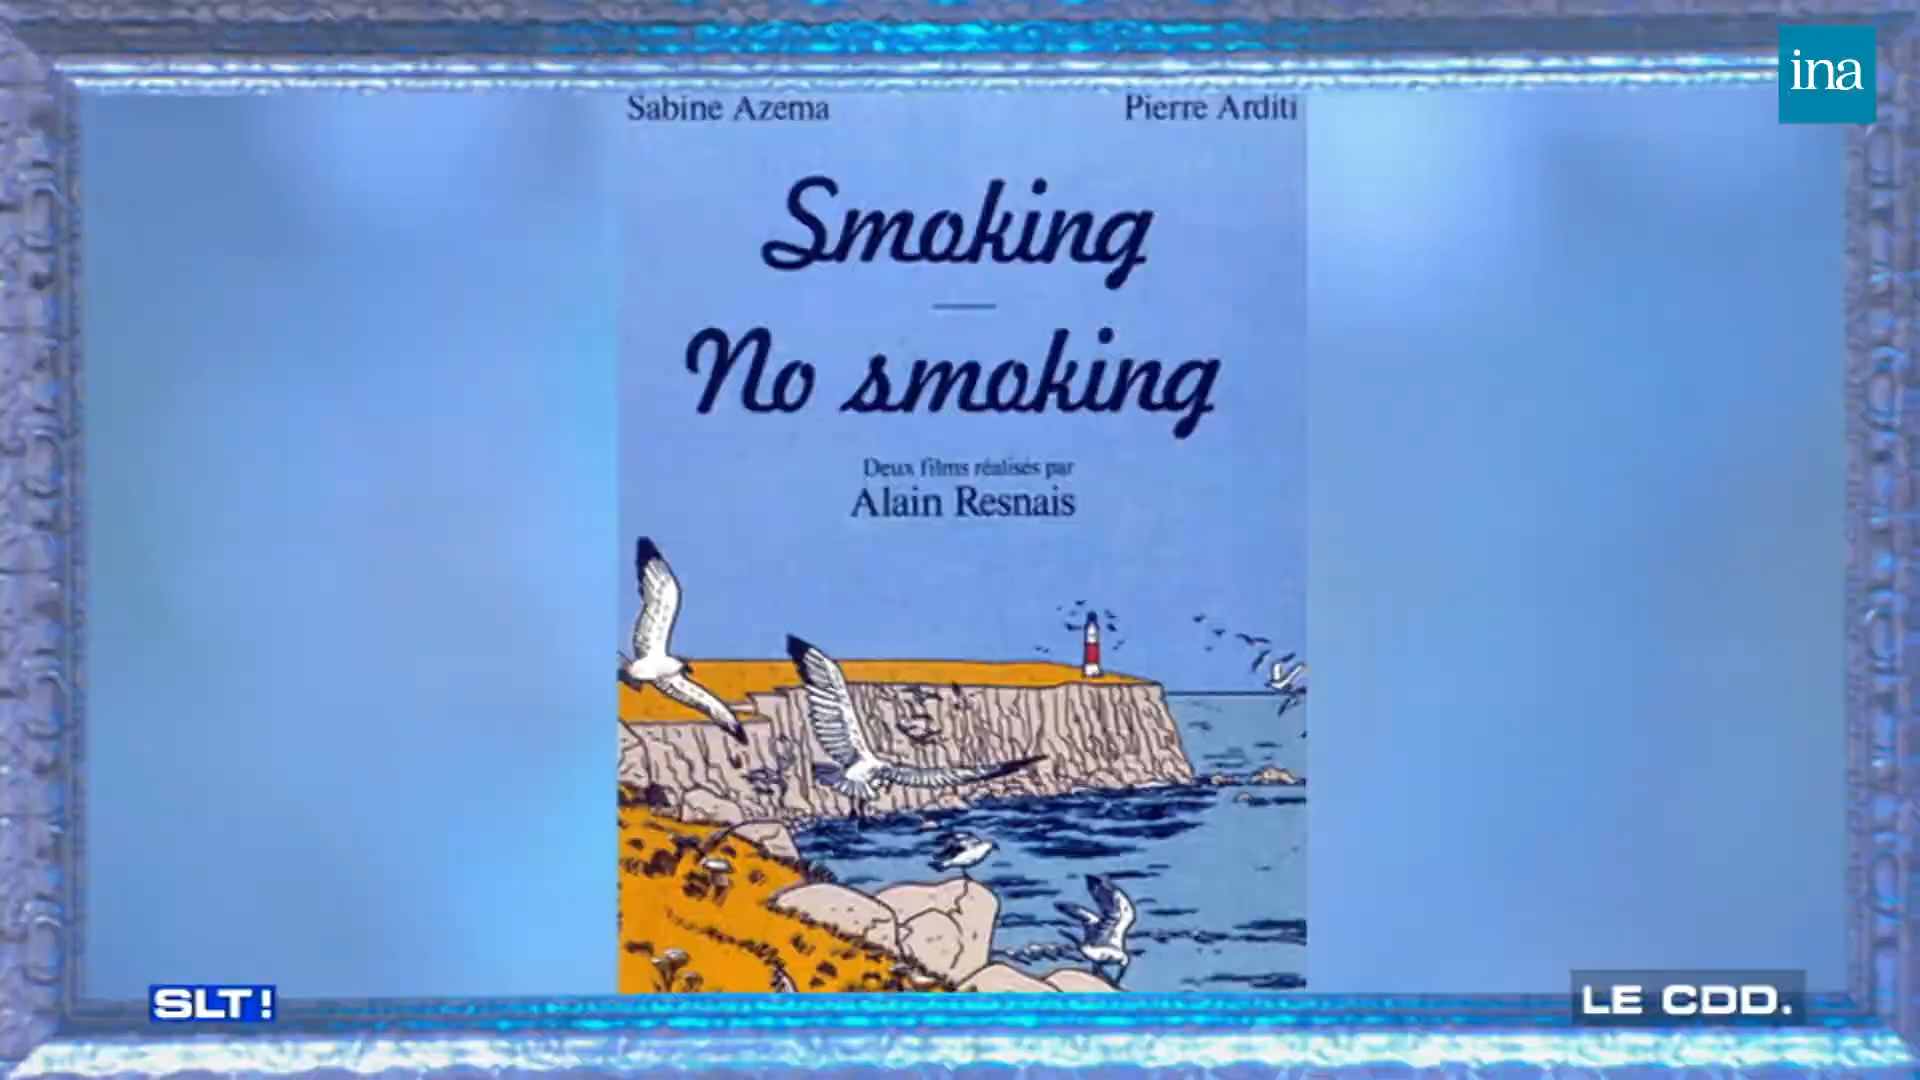 ina
Sabine Azema
Pierre Arditi
Smoking
No smoking
Deux films réalisés par
Alain Resnais
SLT!
LE CDD.